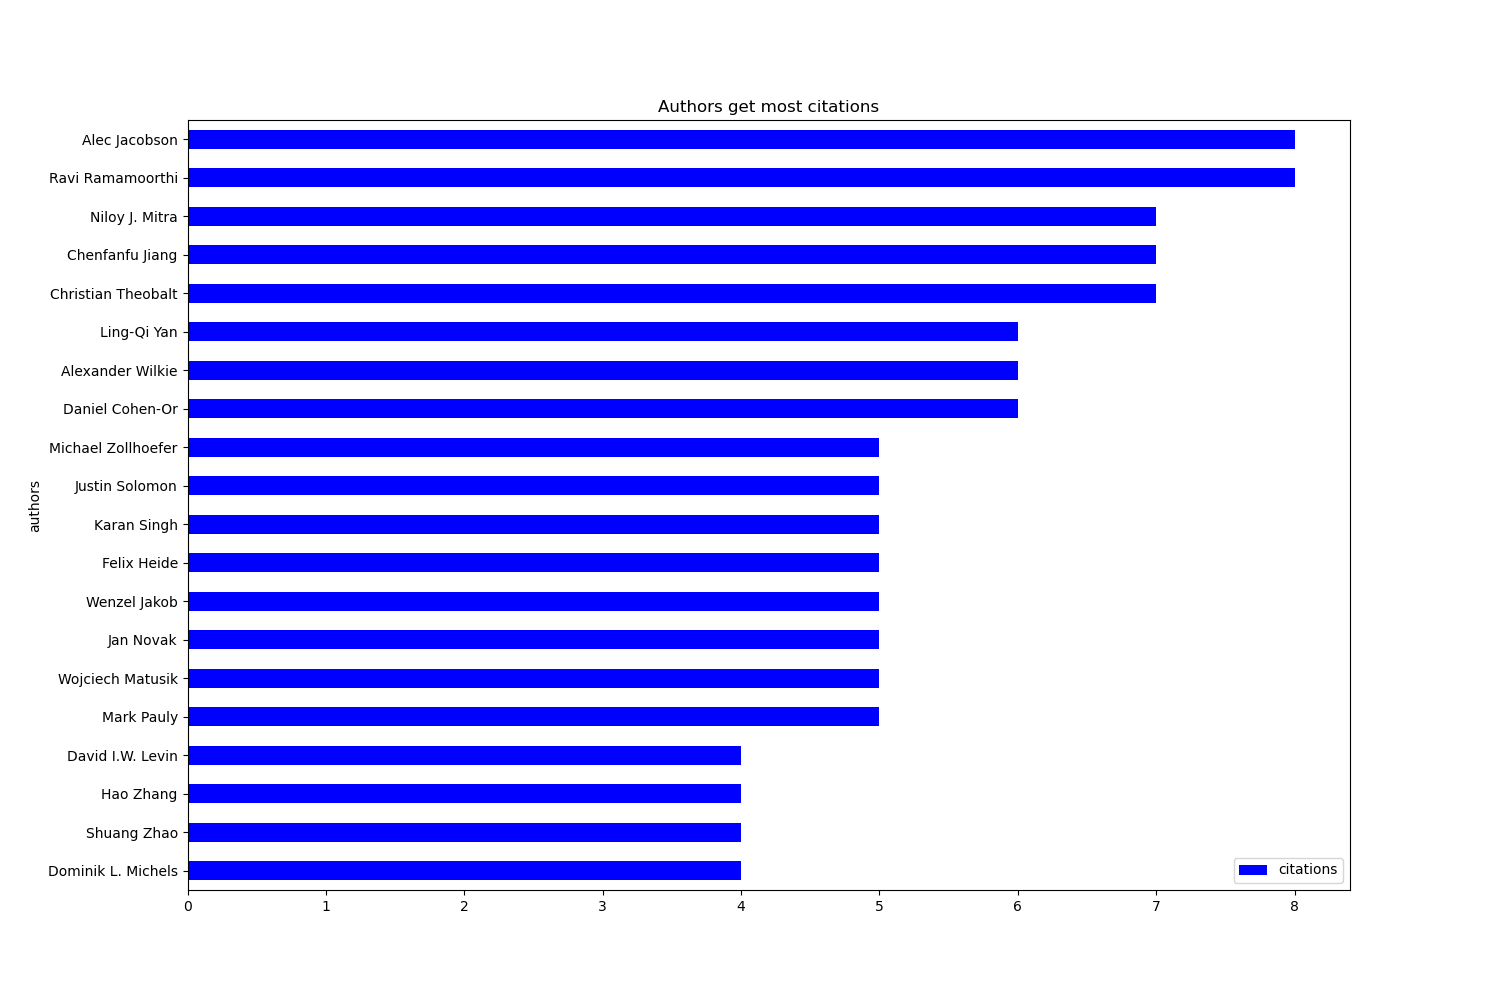 Authors get most citations
Alec Jacobson
Ravi Ramamoorthi
Niloy J. Mitra
Chenfanfu Jiang
Christian Theobalt
Ling-Qi Yan
Alexander Wilkie
Daniel Cohen-Or
Michael Zollhoefer
Justin Solomon
Karan Singh
Felix Heide
Wenzel Jakob
Jan Novak
Wojciech Matusik
Mark Pauly
David I.W. Levin
Hao Zhang
Shuang Zhao
Dominik L. Michels
authors
citations
0 1 2 3 4 5 6 7 8